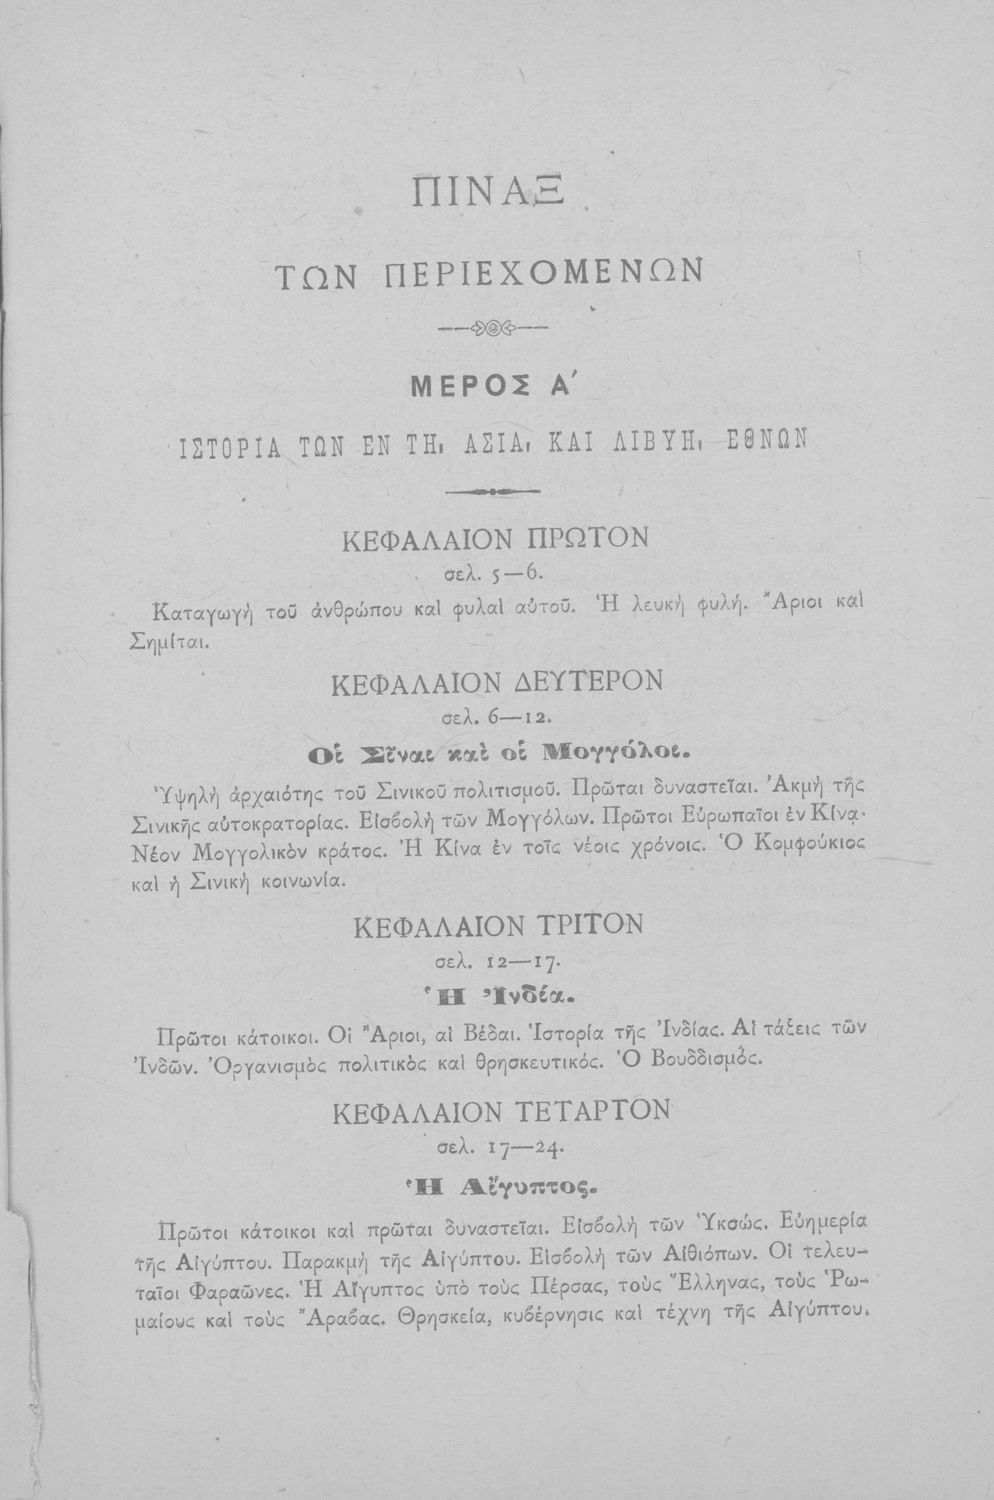 ΠΙΝΑΞ
ΤΩΝ ΠΕΡΙΕΧΟΜΕΝΩΝ
ΜΕΡΟΣ Α΄
ΙΣΤΟΡΙΑ ΤΩΝ ΕΝ ΤΗι ΑΣΙΑι ΚΑΙ ΛΙΒΥΗι ΕΘΝΩΝ
ΚΕΦΑΛΑΙΟΝ ΠΡΩΤΟΝ
σελ. 5—6.
Καταγωγὴ τοῦ ἀνθρώπου καὶ φυλαὶ αὐτοῦ. Ἡ λευκὴ φυλή. Ἄριοι καὶ
Σημῖται.
ΚΕΦΑΛΑΙΟΝ ΔΕΥΤΕΡΟΝ
σελ. 6—12.
Οἱ Σῖναι καὶ οἱ Μογγόλοι.
Ὑψηλὴ ἀρχαιότης τοῦ Σινικοῦ πολιτισμοῦ. Πρῶται δυναστεῖαι. Ἀκμὴ τῆς
Σινικῆς αὐτοκρατορίας. Εἰσβολὴ τῶν Μογγόλων. Πρῶτοι Εὐρωπαῖοι ἐν Κίνᾳ·
Νέον Μογγολικὸν κράτος. Ἡ Κίνα ἐν τοῖς νέοις χρόνοις. Ὁ Κομφούκιος
καὶ ἡ Σινικὴ κοινωνία.
ΚΕΦΑΛΑΙΟΝ ΤΡΙΤΟΝ
σελ. 12—17.
Ἡ Ἰνδία.
Πρῶτοι κάτοικοι. Οἱ Ἄριοι, αἱ Βέδαι. Ἱστορία τῆς Ἰνδίας. Αἱ τάξεις τῶν
Ἰνδῶν. Ὀργανισμὸς πολιτικὸς καὶ θρησκευτικός. Ὁ Βουδδισμὸς.
ΚΕΦΑΛΑΙΟΝ ΤΕΤΑΡΤΟΝ
σελ. 17—24.
Ἡ Αἴγυπτος.
Πρῶτοι κάτοικοι καὶ πρῶται δυναστεῖαι. Εἰσβολὴ τῶν Ὑκσώς. Εὐημερία
τῆς Αἰγύπτου. Παρακμὴ τῆς Αἰγύπτου. Εἰσβολὴ τῶν Αἰθιόπων. Οἱ τελευ-
ταῖοι Φαραῶνες. Ἡ Αἴγυπτος ὑπὸ τοὺς Πέρσας, τοὺς Ἕλληνας, τοὺς Ῥω-
μαίους καὶ τοὺς Ἄραβας. Θρησκεία, κυβέρνησις καὶ τέχνη τῆς Αἰγύπτου.